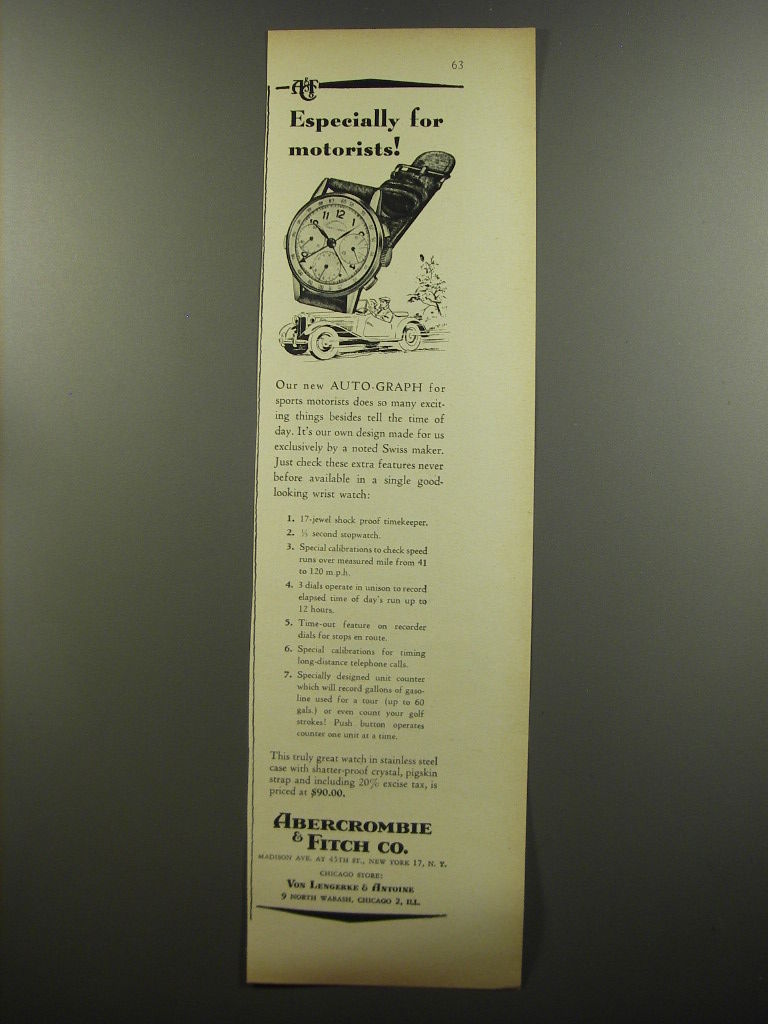 63
A&F Co
Especially for
motorists!
11 12 1
Our new AUTO-GRAPH for
sports motorists does so many excit-
ing things besides tell the time of
day. It's our own design made for us
exclusively by a noted Swiss maker.
Just check these extra features never
before available in a single good-
looking wrist watch:
1. 17-jewel shock proof timekeeper.
2. ⅕ second stopwatch.
3. Special calibrations to check speed
runs over measured mile from 41
to 120 m.p.h.
4. 3 dials operate in unison to record
elapsed time of day's run up to
12 hours.
5. Time-out feature on recorder
dials for stops en route.
6. Special calibrations for timing
long-distance telephone calls.
7. Specially designed unit counter
which will record gallons of gaso-
line used for a tour (up to 60
gals.) or even count your golf
strokes! Push button operates
counter one unit at a time.
This truly great watch in stainless steel
case with shatter-proof crystal, pigskin
strap and including 20% excise tax, is
priced at $90.00.
ABERCROMBIE
& FITCH CO.
MADISON AVE. AT 45TH ST., NEW YORK 17, N. Y.
CHICAGO STORE:
VON LENGERKE & ANTOINE
9 NORTH WABASH, CHICAGO 2, ILL.